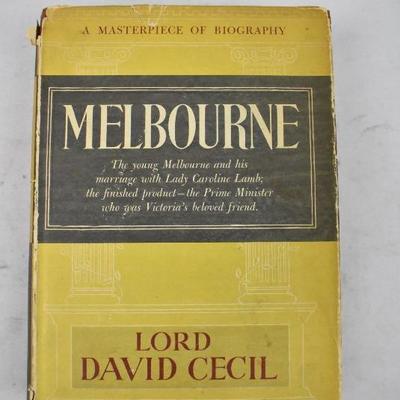 A MASTERPIECE OF BIOGRAPHY
MELBOURNE
The young Melbourne and his
marriage with Lady Caroline Lamb;
the finished product—the Prime Minister
who was Victoria's beloved friend.
LORD
DAVID CECIL